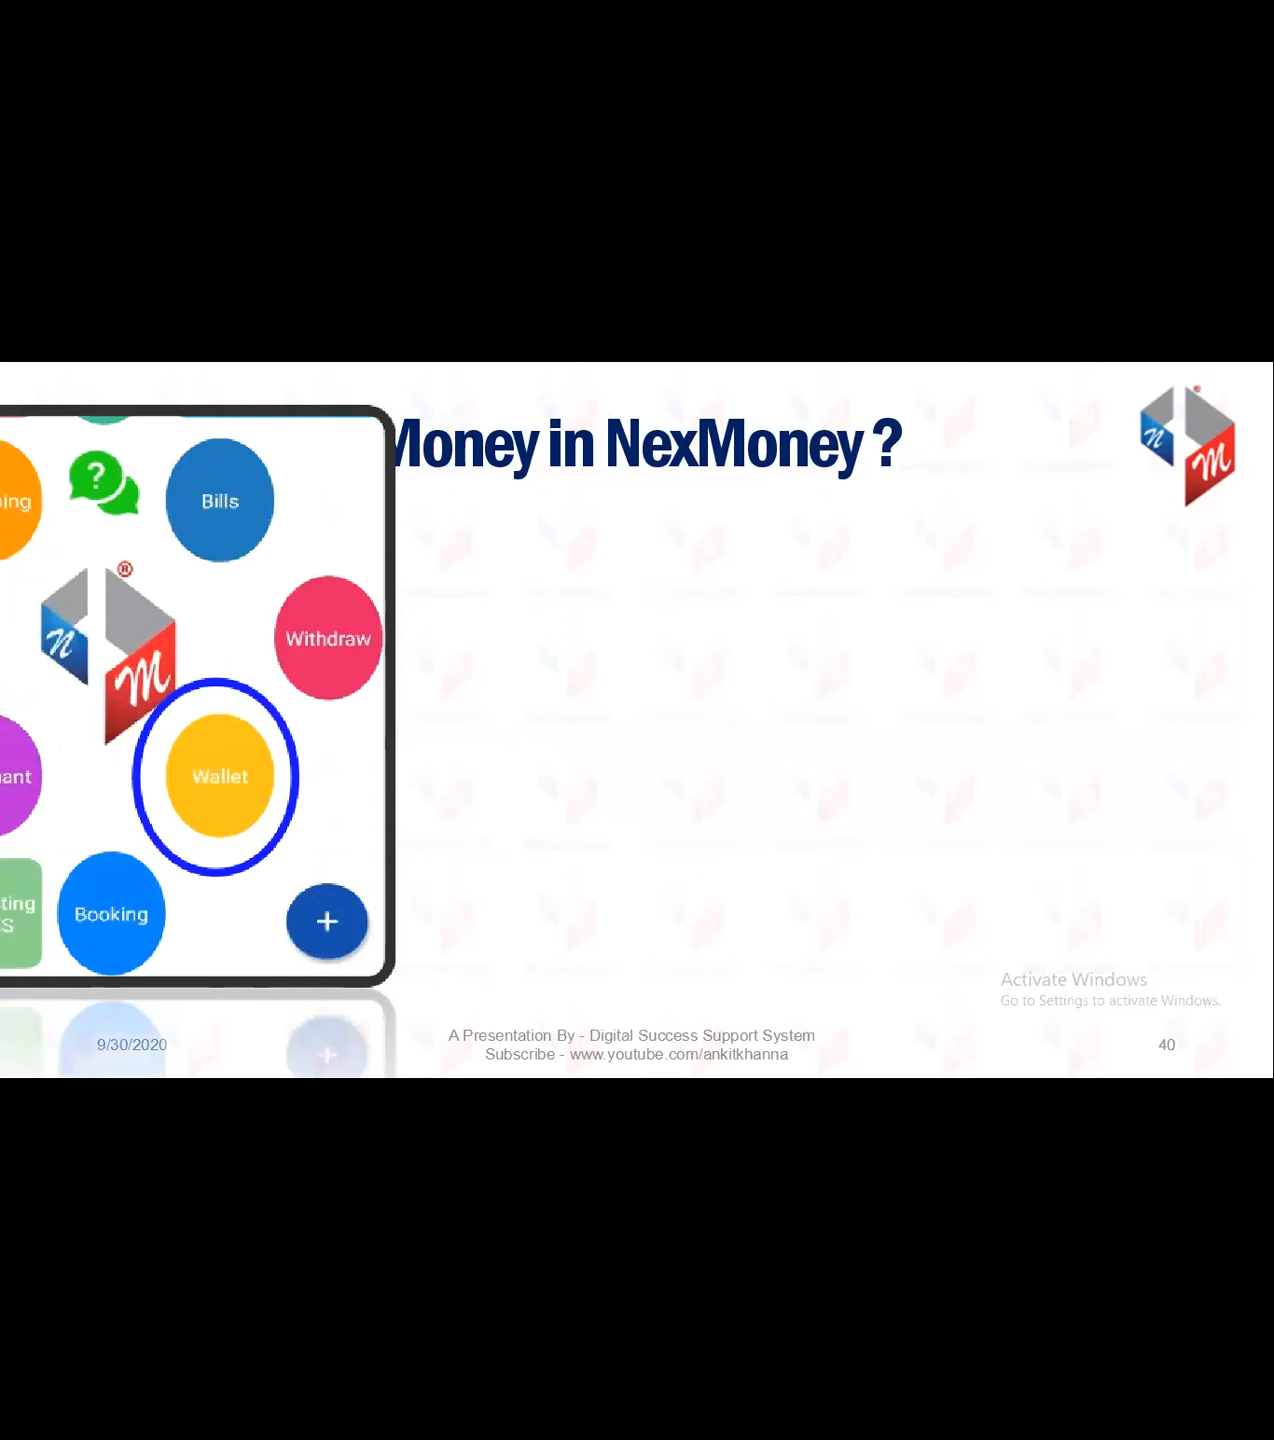 Money in NexMoney ?
?
ing
Bills
®
n
m
Withdraw
n
m
®
ant
Wallet
ting
S
Booking
+
Activate Windows
Go to Settings to activate Windows.
9/30/2020
A Presentation By - Digital Success Support System
Subscribe - www.youtube.com/ankitkhanna
40